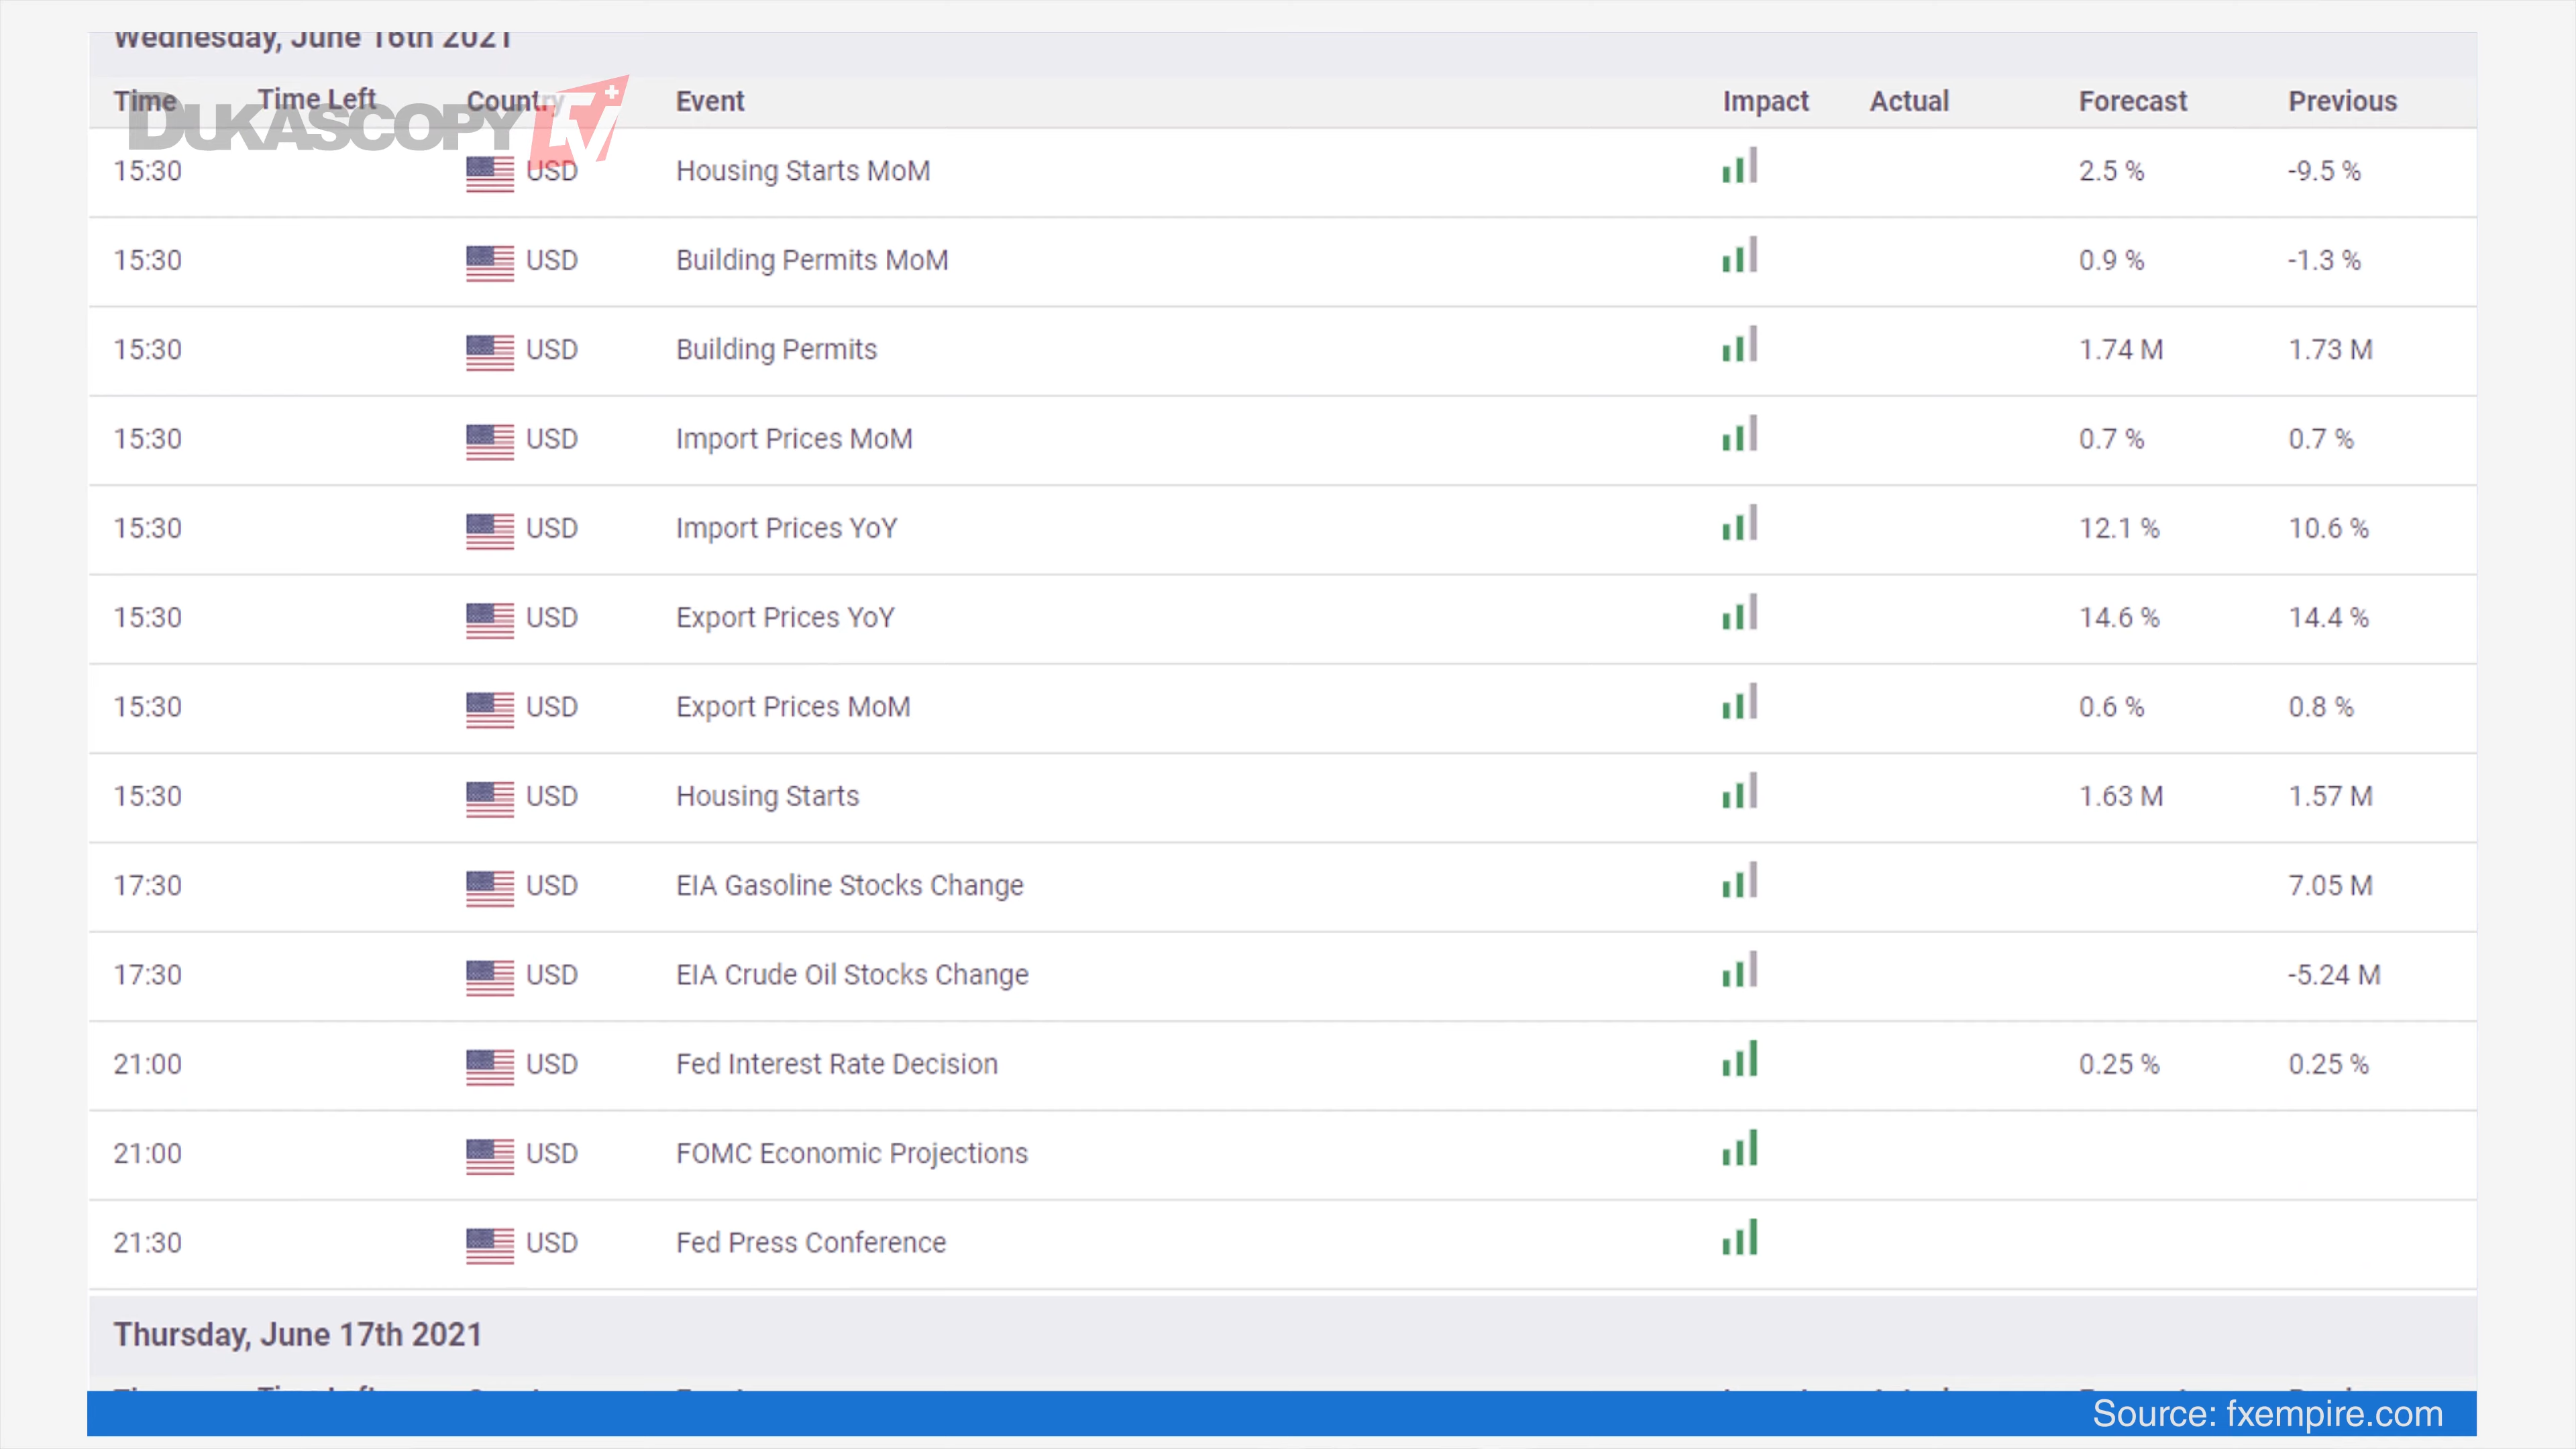 Wednesday, June 16th 2021
Time Time Left Country Event Impact Actual Forecast Previous
DUKASCOPY TV
15:30 USD Housing Starts MoM 2.5 % -9.5 %
15:30 USD Building Permits MoM 0.9 % -1.3 %
15:30 USD Building Permits 1.74 M 1.73 M
15:30 USD Import Prices MoM 0.7 % 0.7 %
15:30 USD Import Prices YoY 12.1 % 10.6 %
15:30 USD Export Prices YoY 14.6 % 14.4 %
15:30 USD Export Prices MoM 0.6 % 0.8 %
15:30 USD Housing Starts 1.63 M 1.57 M
17:30 USD EIA Gasoline Stocks Change 7.05 M
17:30 USD EIA Crude Oil Stocks Change -5.24 M
21:00 USD Fed Interest Rate Decision 0.25 % 0.25 %
21:00 USD FOMC Economic Projections
21:30 USD Fed Press Conference
Thursday, June 17th 2021
Source: fxempire.com